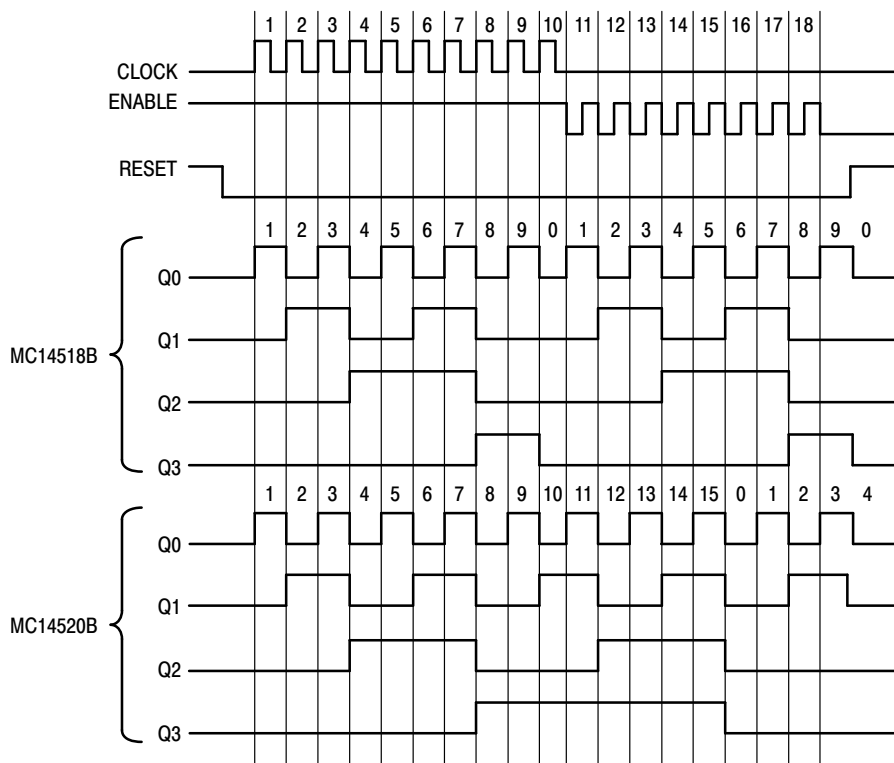 1 2 3 4 5 6 7 8 9 10 11 12 13 14 15 16 17 18
CLOCK
ENABLE
RESET
1 2 3 4 5 6 7 8 9 0 1 2 3 4 5 6 7 8 9 0
Q0
Q1
MC14518B
Q2
Q3
1 2 3 4 5 6 7 8 9 10 11 12 13 14 15 0 1 2 3 4
Q0
Q1
MC14520B
Q2
Q3